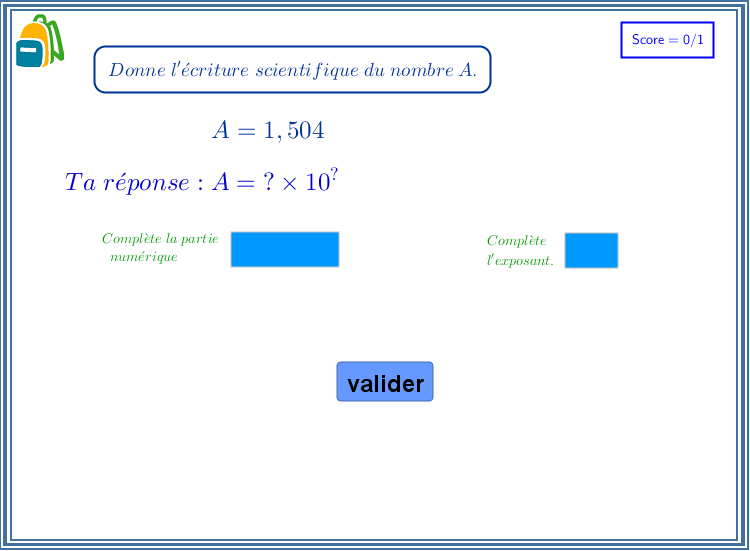 Score = 0/1
Donne l'écriture scientifique du nombre A.
A = 1, 504
Ta réponse : A = ? × 10^?
Complète la partie
numérique
Complète
l'exposant.
valider